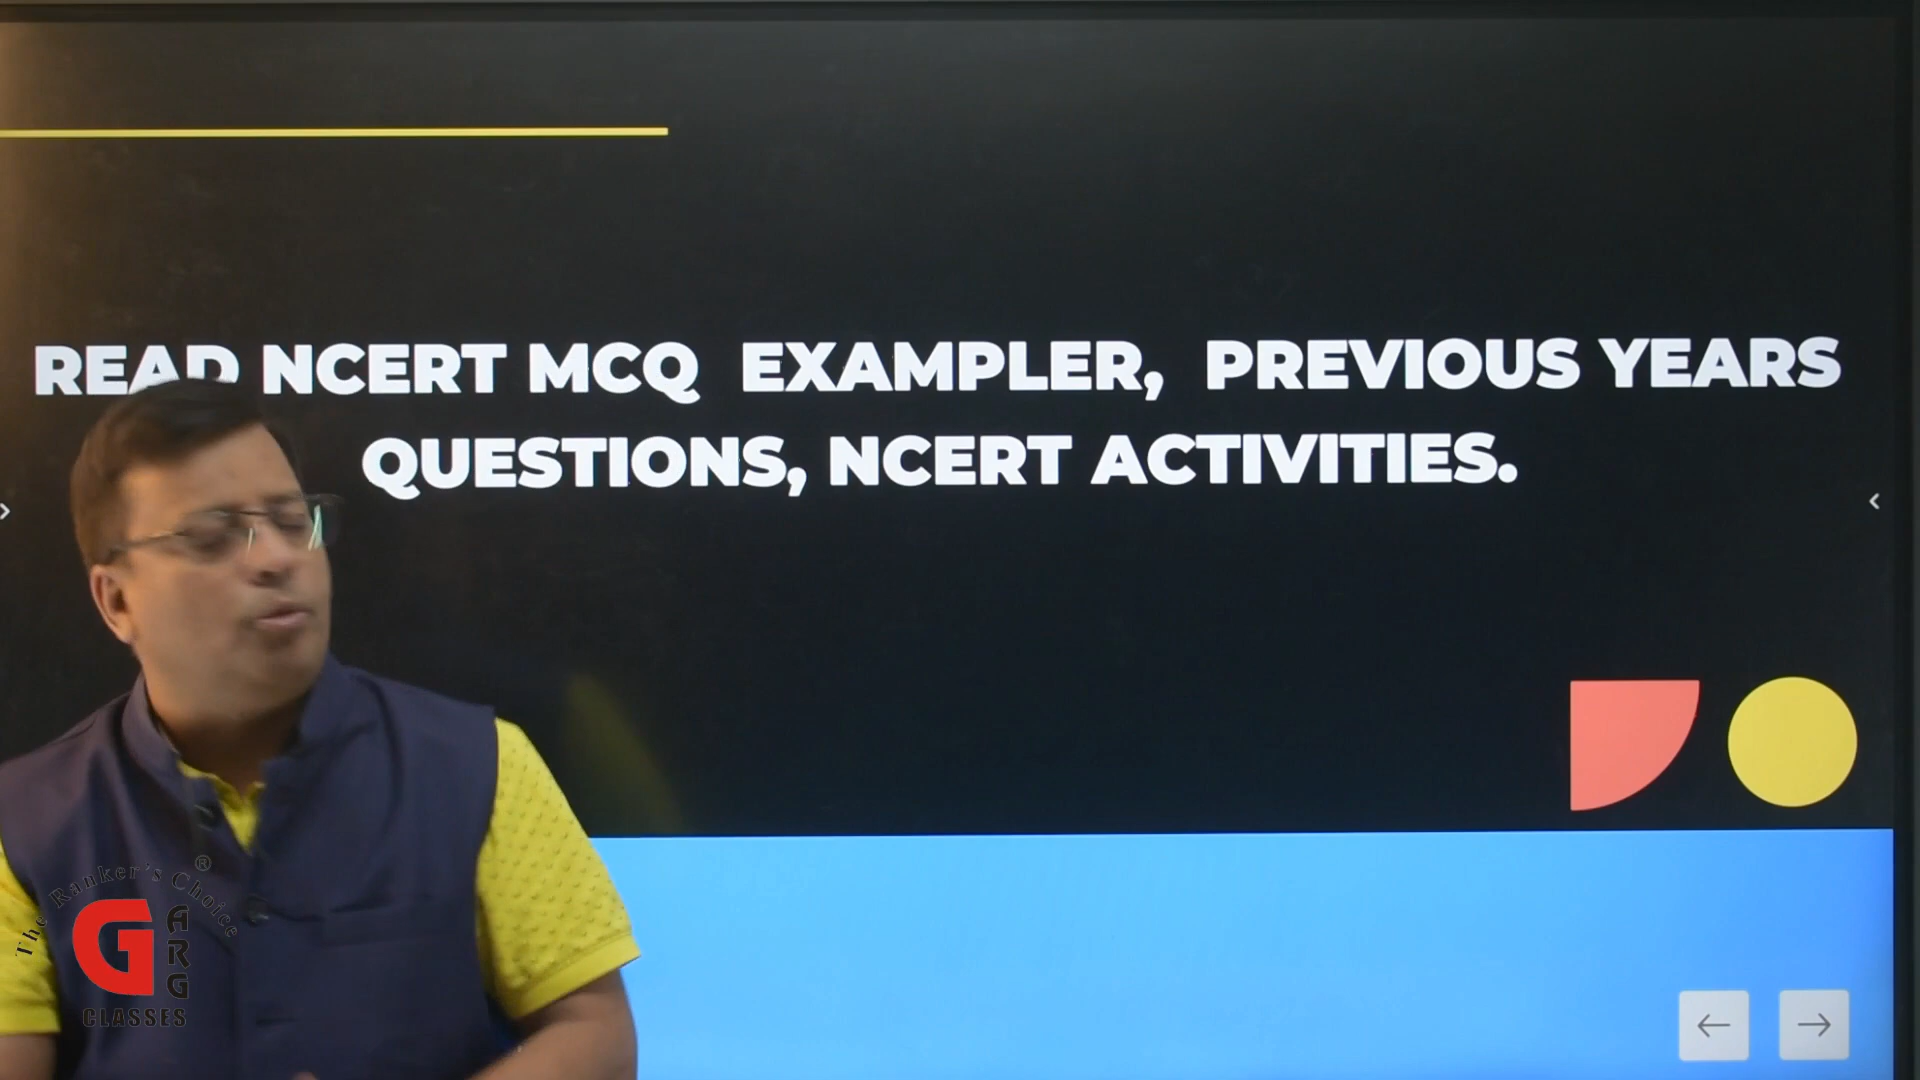 READ NCERT MCQ EXAMPLER, PREVIOUS YEARS
QUESTIONS, NCERT ACTIVITIES.
The Ranker's Choice ®
G ARG
CLASSES